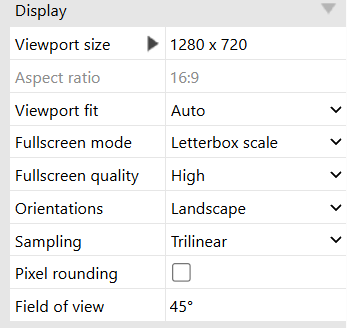 Display
Viewport size 1280 x 720
Aspect ratio 16:9
Viewport fit Auto
Fullscreen mode Letterbox scale
Fullscreen quality High
Orientations Landscape
Sampling Trilinear
Pixel rounding
Field of view 45°